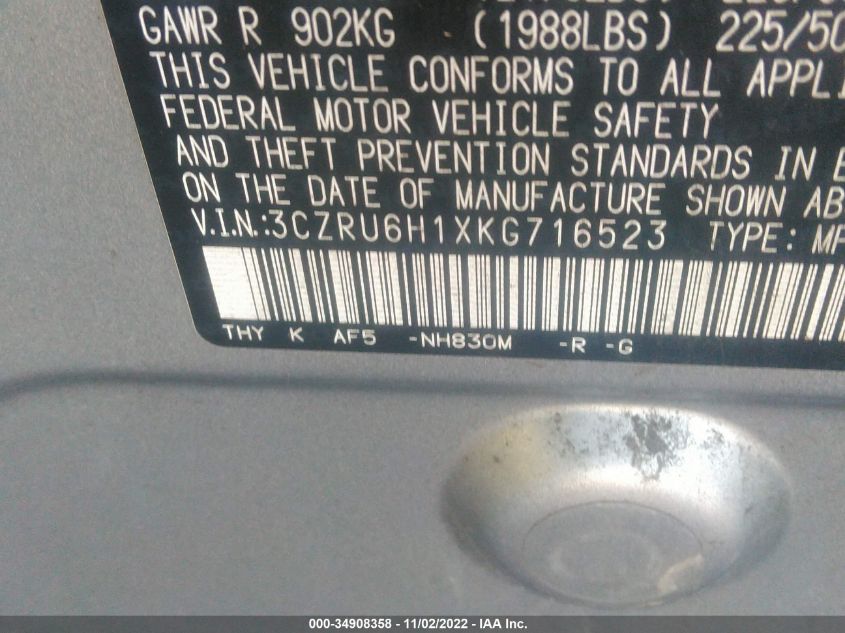 GAWR R 902KG (1988LBS) 225/50
THIS VEHICLE CONFORMS TO ALL APPLI
FEDERAL MOTOR VEHICLE SAFETY
AND THEFT PREVENTION STANDARDS IN E
ON THE DATE OF MANUFACTURE SHOWN AB
V.I.N.:3CZRU6H1XKG716523 TYPE: MP
THY K AF5 -NH830M -R -G
000-34908358 - 11/02/2022 - IAA Inc.